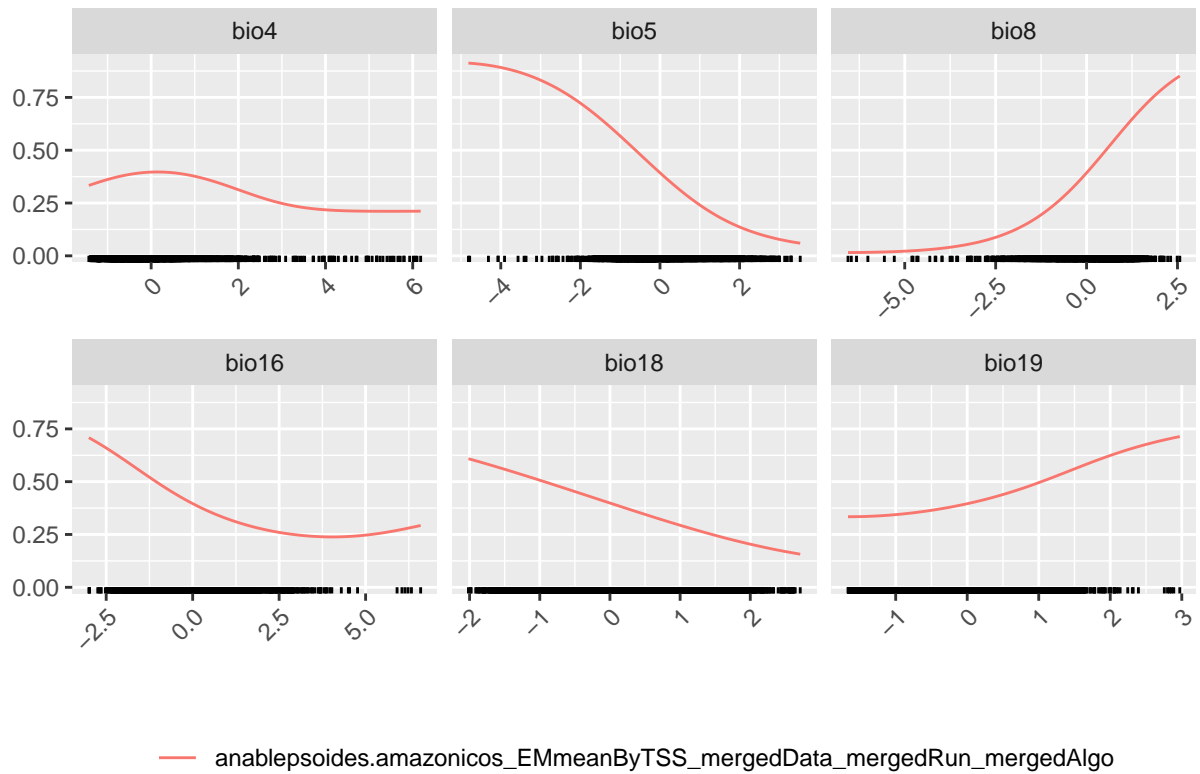 bio4 bio5 bio8
0.75
0.50
0.25
0.00
0 2 4 6 −4 −2 0 2 −5.0 −2.5 0.0 2.5
bio16 bio18 bio19
0.75
0.50
0.25
0.00
−2.5 0.0 2.5 5.0 −2 −1 0 1 2 −1 0 1 2 3
anablepsoides.amazonicos_EMmeanByTSS_mergedData_mergedRun_mergedAlgo